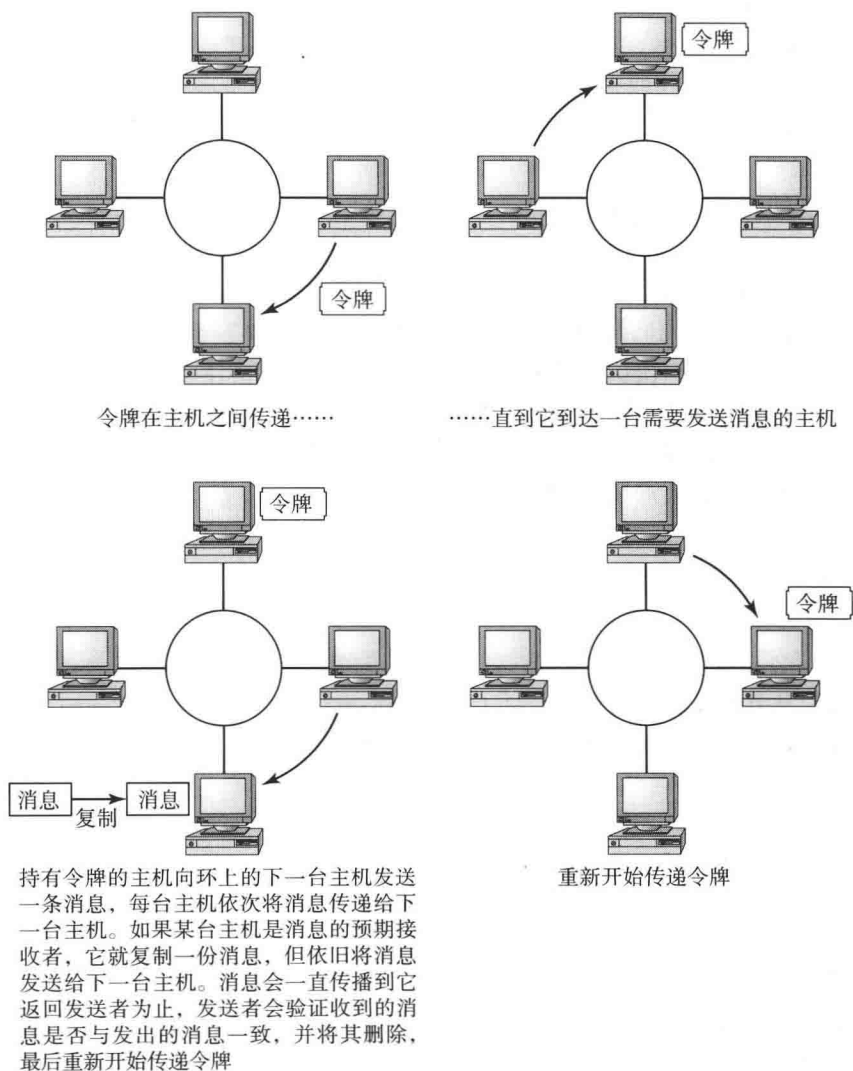 令牌
令牌
令牌在主机之间传递……
……直到它到达一台需要发送消息的主机
令牌
令牌
消息
复制
消息
持有令牌的主机向环上的下一台主机发送
一条消息，每台主机依次将消息传递给下
一台主机。如果某台主机是消息的预期接
收者，它就复制一份消息，但依旧将消息
发送给下一台主机。消息会一直传播到它
返回发送者为止，发送者会验证收到的消
息是否与发出的消息一致，并将其删除，
最后重新开始传递令牌
重新开始传递令牌